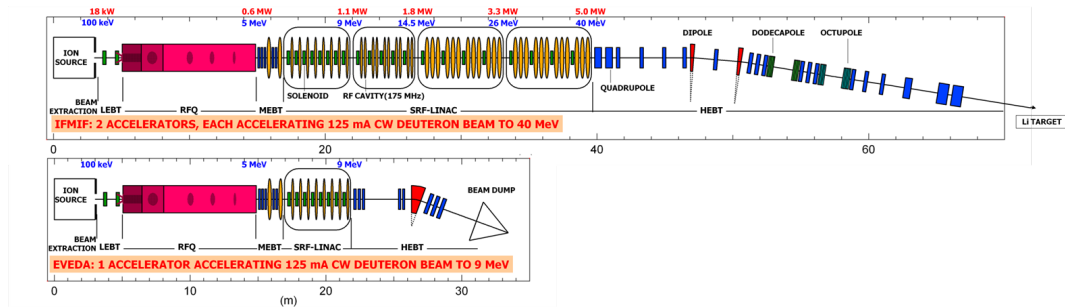 18 kW 0.6 MW 1.1 MW 1.8 MW 3.3 MW 5.0 MW
100 keV 5 MeV 9 MeV 14.5 MeV 26 MeV 40 MeV
ION
SOURCE
DIPOLE
DODECAPOLE
OCTUPOLE
SOLENOID
RF CAVITY(175 MHz)
QUADRUPOLE
BEAM
EXTRACTION
LEBT RFQ MEBT SRF-LINAC HEBT
Li TARGET
IFMIF: 2 ACCELERATORS, EACH ACCELERATING 125 mA CW DEUTERON BEAM TO 40 MeV
0 20 40 60
100 keV 5 MeV 9 MeV
ION
SOURCE
BEAM DUMP
BEAM
EXTRACTION
LEBT RFQ MEBT SRF-LINAC HEBT
EVEDA: 1 ACCELERATOR ACCELERATING 125 mA CW DEUTERON BEAM TO 9 MeV
0 10 20 30
(m)